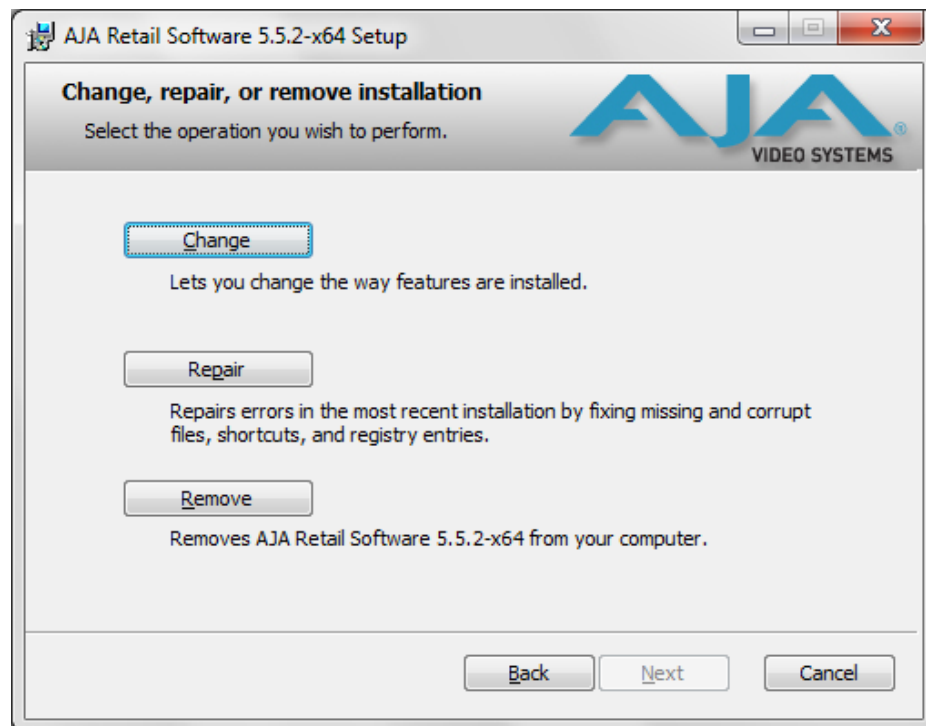 AJA Retail Software 5.5.2-x64 Setup
Change, repair, or remove installation
Select the operation you wish to perform.
AJA®
VIDEO SYSTEMS
Change
Lets you change the way features are installed.
Repair
Repairs errors in the most recent installation by fixing missing and corrupt
files, shortcuts, and registry entries.
Remove
Removes AJA Retail Software 5.5.2-x64 from your computer.
Back
Next
Cancel